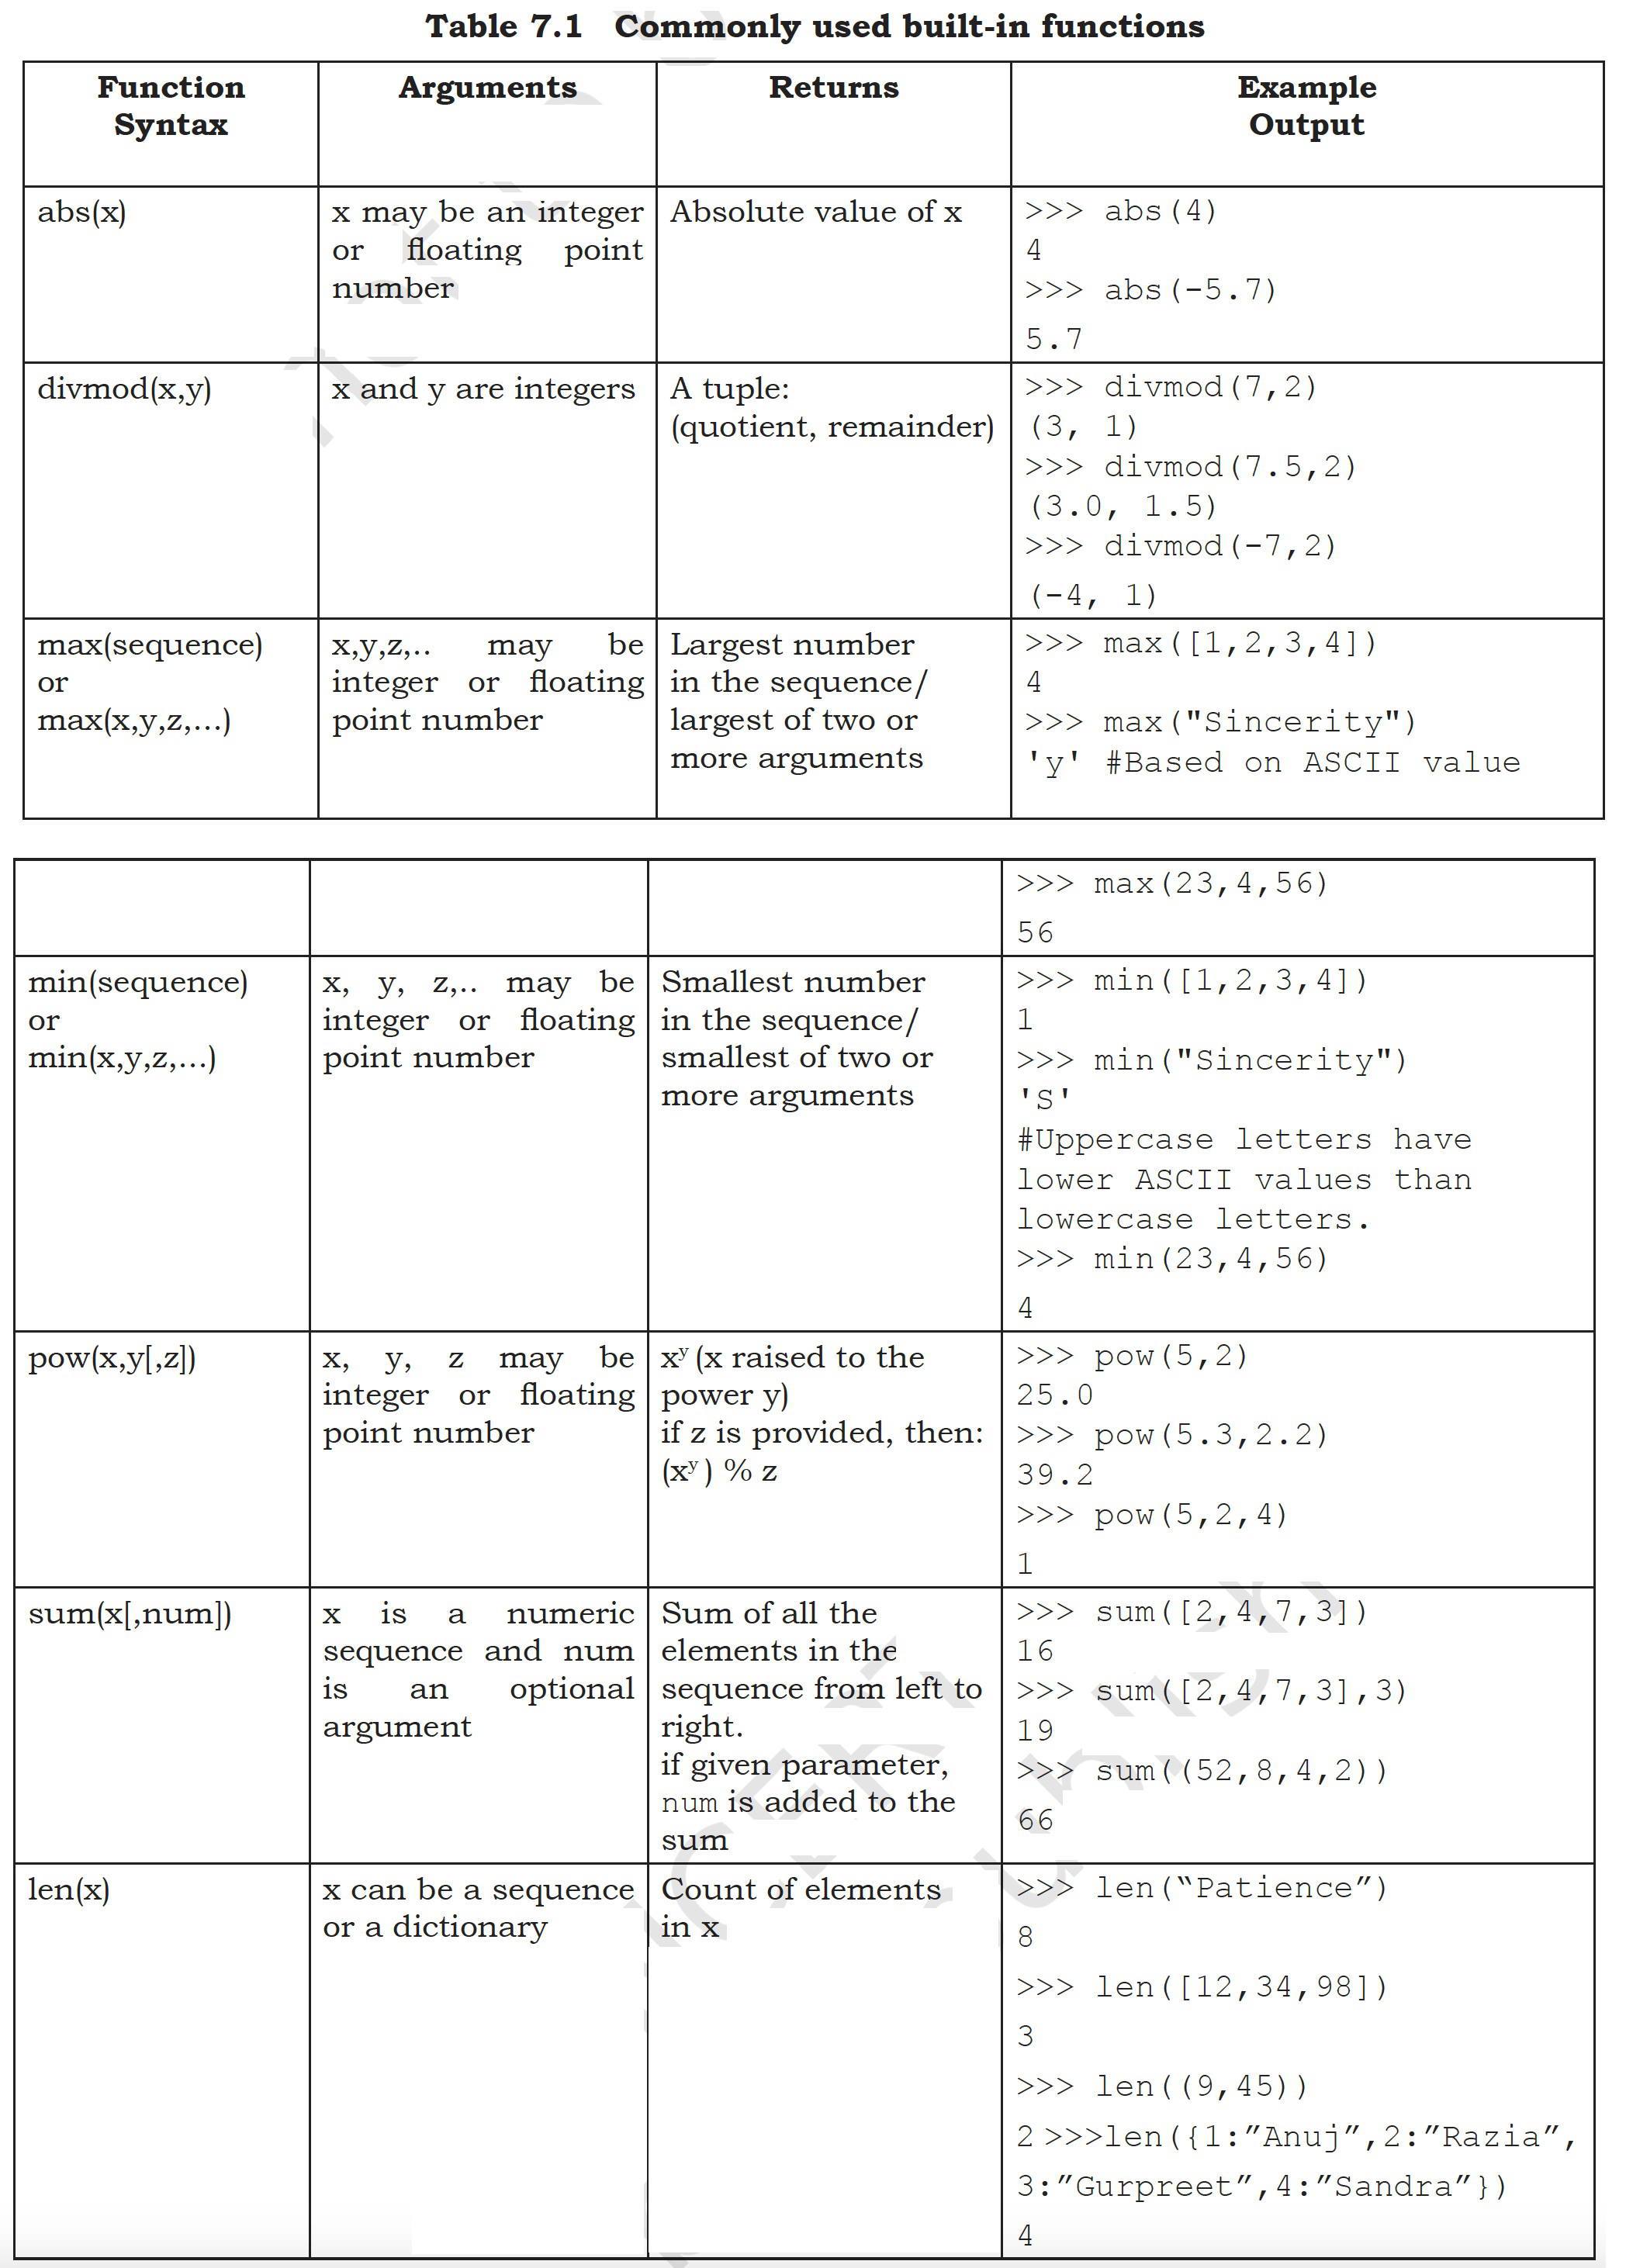 Table 7.1 Commonly used built-in functions
Function
Syntax
Arguments
Returns
Example
Output
abs(x)
x may be an integer
or floating point
number
Absolute value of x
>>> abs(4)
4
>>> abs(-5.7)
5.7
divmod(x,y)
x and y are integers
A tuple:
(quotient, remainder)
>>> divmod(7,2)
(3, 1)
>>> divmod(7.5,2)
(3.0, 1.5)
>>> divmod(-7,2)
(-4, 1)
max(sequence)
or
max(x,y,z,...)
x,y,z,.. may be
integer or floating
point number
Largest number
in the sequence/
largest of two or
more arguments
>>> max([1,2,3,4])
4
>>> max("Sincerity")
'y' #Based on ASCII value
>>> max(23,4,56)
56
min(sequence)
or
min(x,y,z,...)
x, y, z,.. may be
integer or floating
point number
Smallest number
in the sequence/
smallest of two or
more arguments
>>> min([1,2,3,4])
1
>>> min("Sincerity")
'S'
#Uppercase letters have
lower ASCII values than
lowercase letters.
>>> min(23,4,56)
4
pow(x,y[,z])
x, y, z may be
integer or floating
point number
xʸ (x raised to the
power y)
if z is provided, then:
(xʸ ) % z
>>> pow(5,2)
25.0
>>> pow(5.3,2.2)
39.2
>>> pow(5,2,4)
1
sum(x[,num])
x is a numeric
sequence and num
is an optional
argument
Sum of all the
elements in the
sequence from left to
right.
if given parameter,
num is added to the
sum
>>> sum([2,4,7,3])
16
>>> sum([2,4,7,3],3)
19
>>> sum((52,8,4,2))
66
len(x)
x can be a sequence
or a dictionary
Count of elements
in x
>>> len(“Patience”)
8
>>> len([12,34,98])
3
>>> len((9,45))
2 >>>len({1:”Anuj”,2:”Razia”,
3:”Gurpreet”,4:”Sandra”})
4